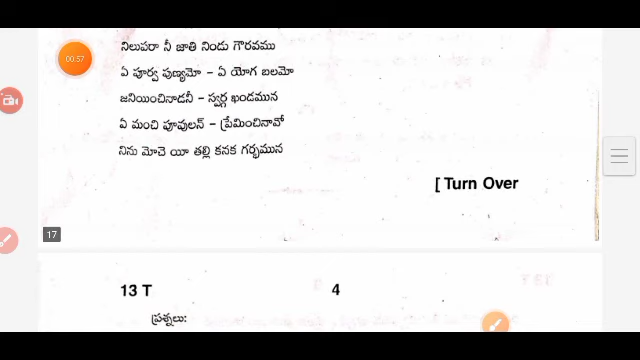 నిలుపరా నీ జాతి నిండు గౌరవము
00:57
ఏ పూర్వ పుణ్యమో – ఏ యోగ బలమో
జనియించినాడనీ – స్వర్గ ఖండమున
ఏ మంచి పూవులన్ – ప్రేమించినావో
నిను మోచె యీ తల్లి కనక గర్భమున
[ Turn Over
17
13 T 4
ప్రశ్నలు: